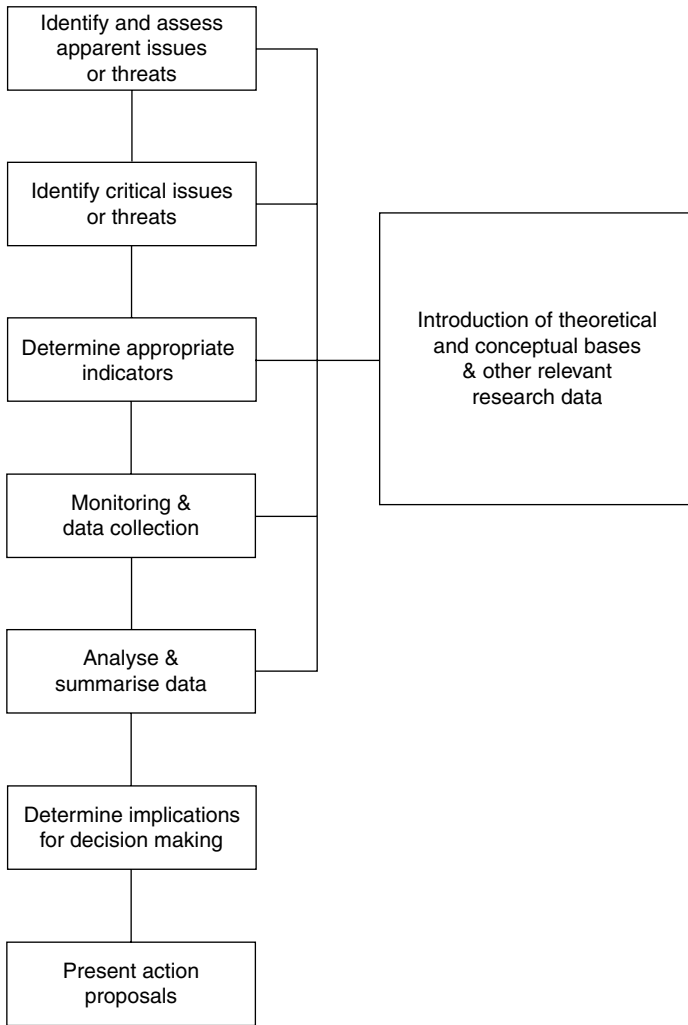 Identify and assess
apparent issues
or threats
Identify critical issues
or threats
Determine appropriate
indicators
Monitoring &
data collection
Analyse &
summarise data
Determine implications
for decision making
Present action
proposals
Introduction of theoretical
and conceptual bases
& other relevant
research data